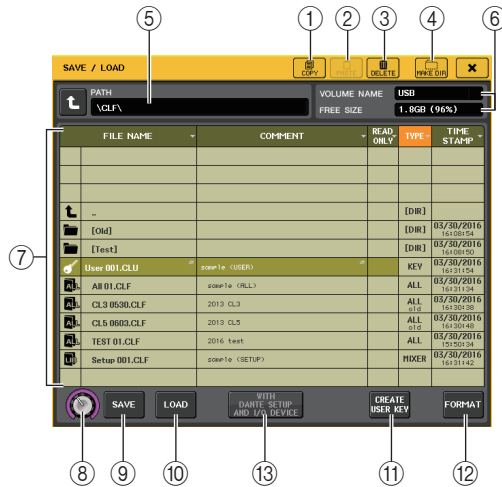 ① ② ③ ④ ⑤ ⑥
SAVE / LOAD
COPY PASTE DELETE MAKE DIR ×
PATH
\CLF\
VOLUME NAME USB
FREE SIZE 1.8GB (96%)
FILE NAME COMMENT READ ONLY TYPE TIME STAMP
.. [DIR]
[Old] [DIR] 03/30/2016 16:08:54
[Test] [DIR] 03/30/2016 16:08:50
User 001.CLU sample (USER) KEY 03/30/2016 16:31:54
ALL All 01.CLF sample (ALL) ALL 03/30/2016 16:31:34
ALL CL3 0530.CLF 2013 CL3 ALL old 03/30/2016 16:30:38
ALL CL5 0603.CLF 2013 CL5 ALL old 03/30/2016 16:30:48
ALL TEST 01.CLF 2016 test ALL 03/30/2016 15:50:34
LIB Setup 001.CLF sample (SETUP) MIXER 03/30/2016 16:31:42
⑦
SAVE
LOAD
WITH DANTE SETUP AND I/O DEVICE
CREATE USER KEY
FORMAT
⑧ ⑨ ⑩ ⑬ ⑪ ⑫